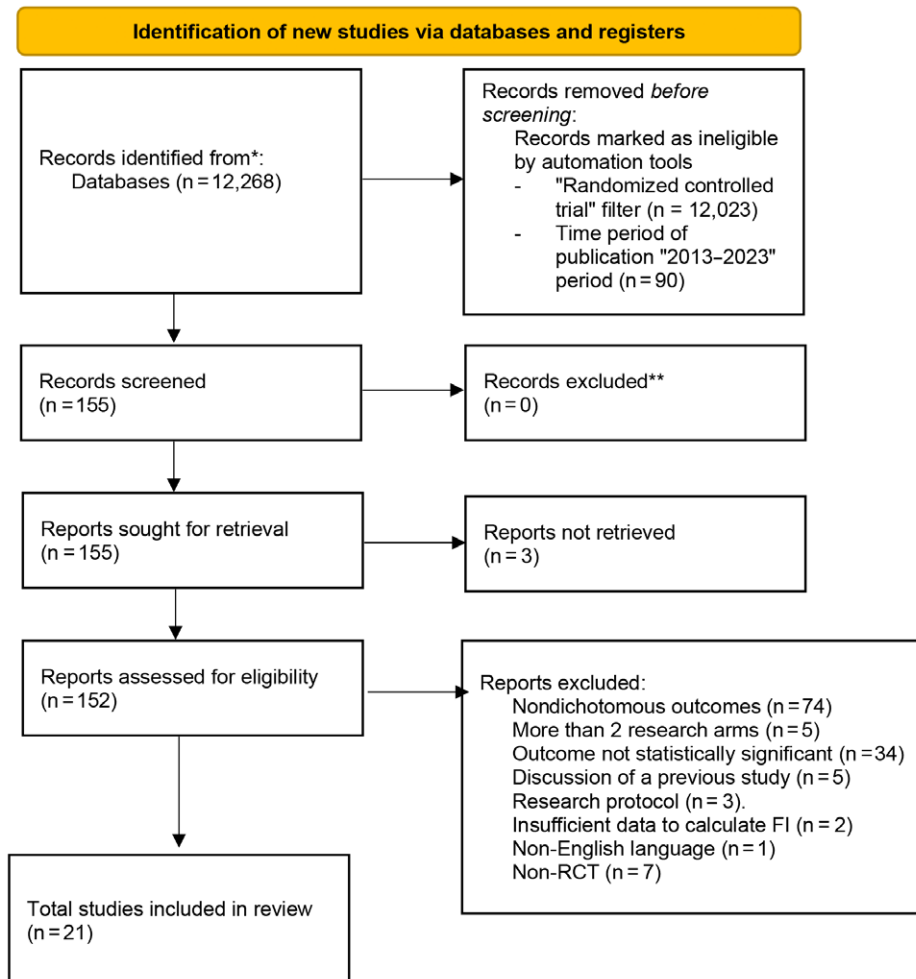 Identification of new studies via databases and registers
Records identified from*:
Databases (n = 12,268)
Records removed before
screening:
Records marked as ineligible
by automation tools
- "Randomized controlled
trial" filter (n = 12,023)
- Time period of
publication "2013–2023"
period (n = 90)
Records screened
(n = 155)
Records excluded**
(n = 0)
Reports sought for retrieval
(n = 155)
Reports not retrieved
(n = 3)
Reports assessed for eligibility
(n = 152)
Reports excluded:
Nondichotomous outcomes (n = 74)
More than 2 research arms (n = 5)
Outcome not statistically significant (n = 34)
Discussion of a previous study (n = 5)
Research protocol (n = 3).
Insufficient data to calculate FI (n = 2)
Non-English language (n = 1)
Non-RCT (n = 7)
Total studies included in review
(n = 21)